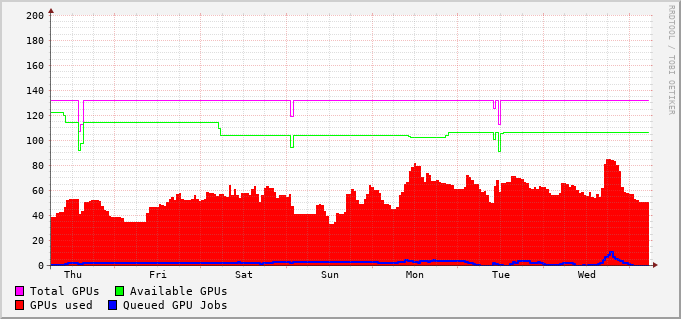 200
180
160
140
120
100
80
60
40
20
0
Thu Fri Sat Sun Mon Tue Wed
Total GPUs Available GPUs
GPUs used Queued GPU Jobs
RRDTOOL / TOBI OETIKER